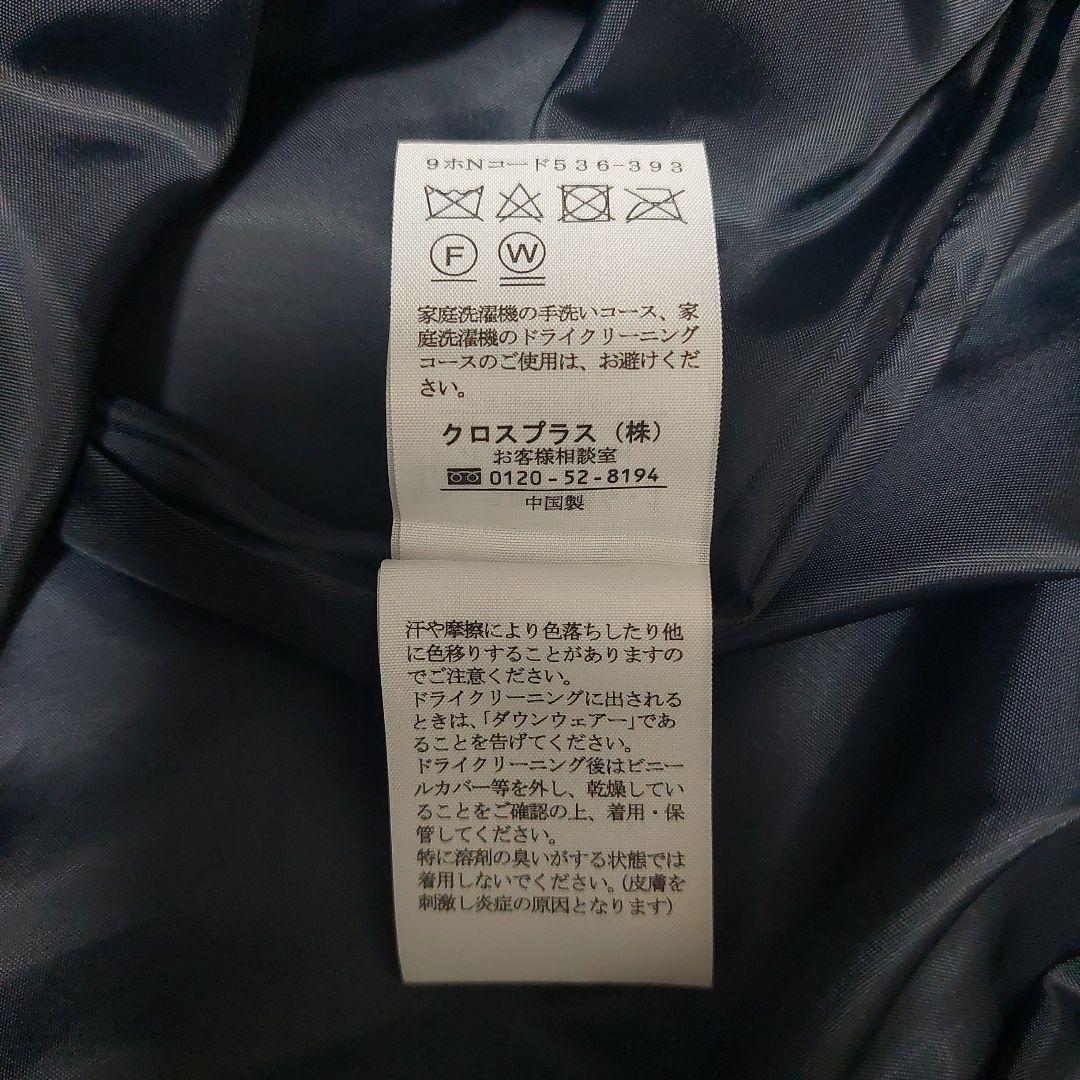 9ホNコード536-393
F W
家庭洗濯機の手洗いコース、家
庭洗濯機のドライクリーニング
コースのご使用は、お避けくだ
さい。
クロスプラス（株）
お客様相談室
0120-52-8194
中国製
汗や摩擦により色落ちしたり他
に色移りすることがありますの
でご注意ください。
ドライクリーニングに出される
ときは、「ダウンウェアー」であ
ることを告げてください。
ドライクリーニング後はビニー
ルカバー等を外し、乾燥してい
ることをご確認の上、着用・保
管してください。
特に溶剤の臭いがする状態では
着用しないでください。（皮膚を
刺激し炎症の原因となります）